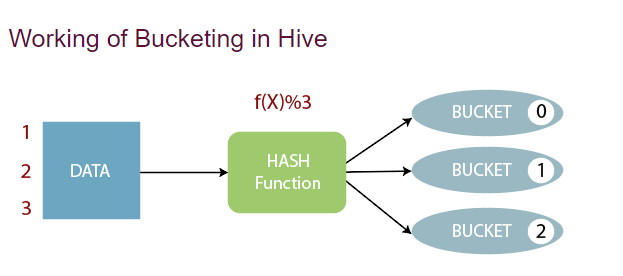 Working of Bucketing in Hive
f(X)%3
1
2
3
DATA
HASH
Function
BUCKET 0
BUCKET 1
BUCKET 2